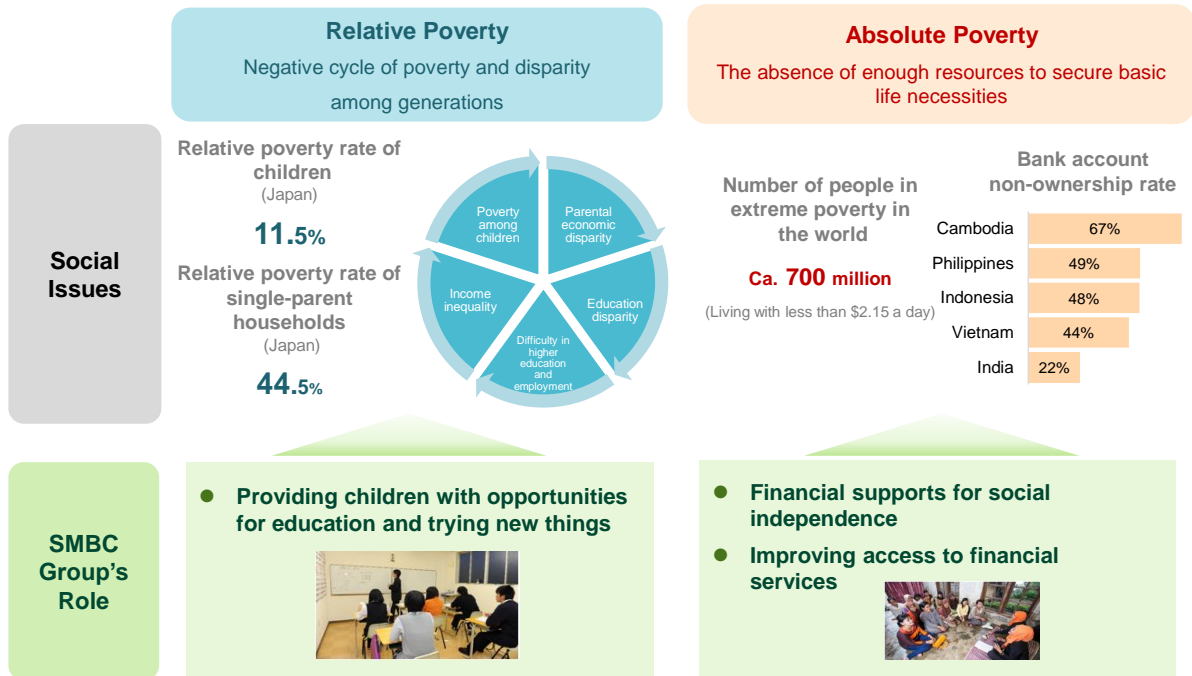 Relative Poverty
Negative cycle of poverty and disparity
among generations
Absolute Poverty
The absence of enough resources to secure basic
life necessities
Social
Issues
Relative poverty rate of
children
(Japan)
11.5%
Relative poverty rate of
single-parent
households
(Japan)
44.5%
Poverty
among
children
Parental
economic
disparity
Education
disparity
Difficulty in
higher
education
and
employment
Income
inequality
Number of people in
extreme poverty in
the world
Ca. 700 million
(Living with less than $2.15 a day)
Bank account
non-ownership rate
Cambodia 67%
Philippines 49%
Indonesia 48%
Vietnam 44%
India 22%
SMBC
Group's
Role
● Providing children with opportunities
for education and trying new things
● Financial supports for social
independence
● Improving access to financial
services